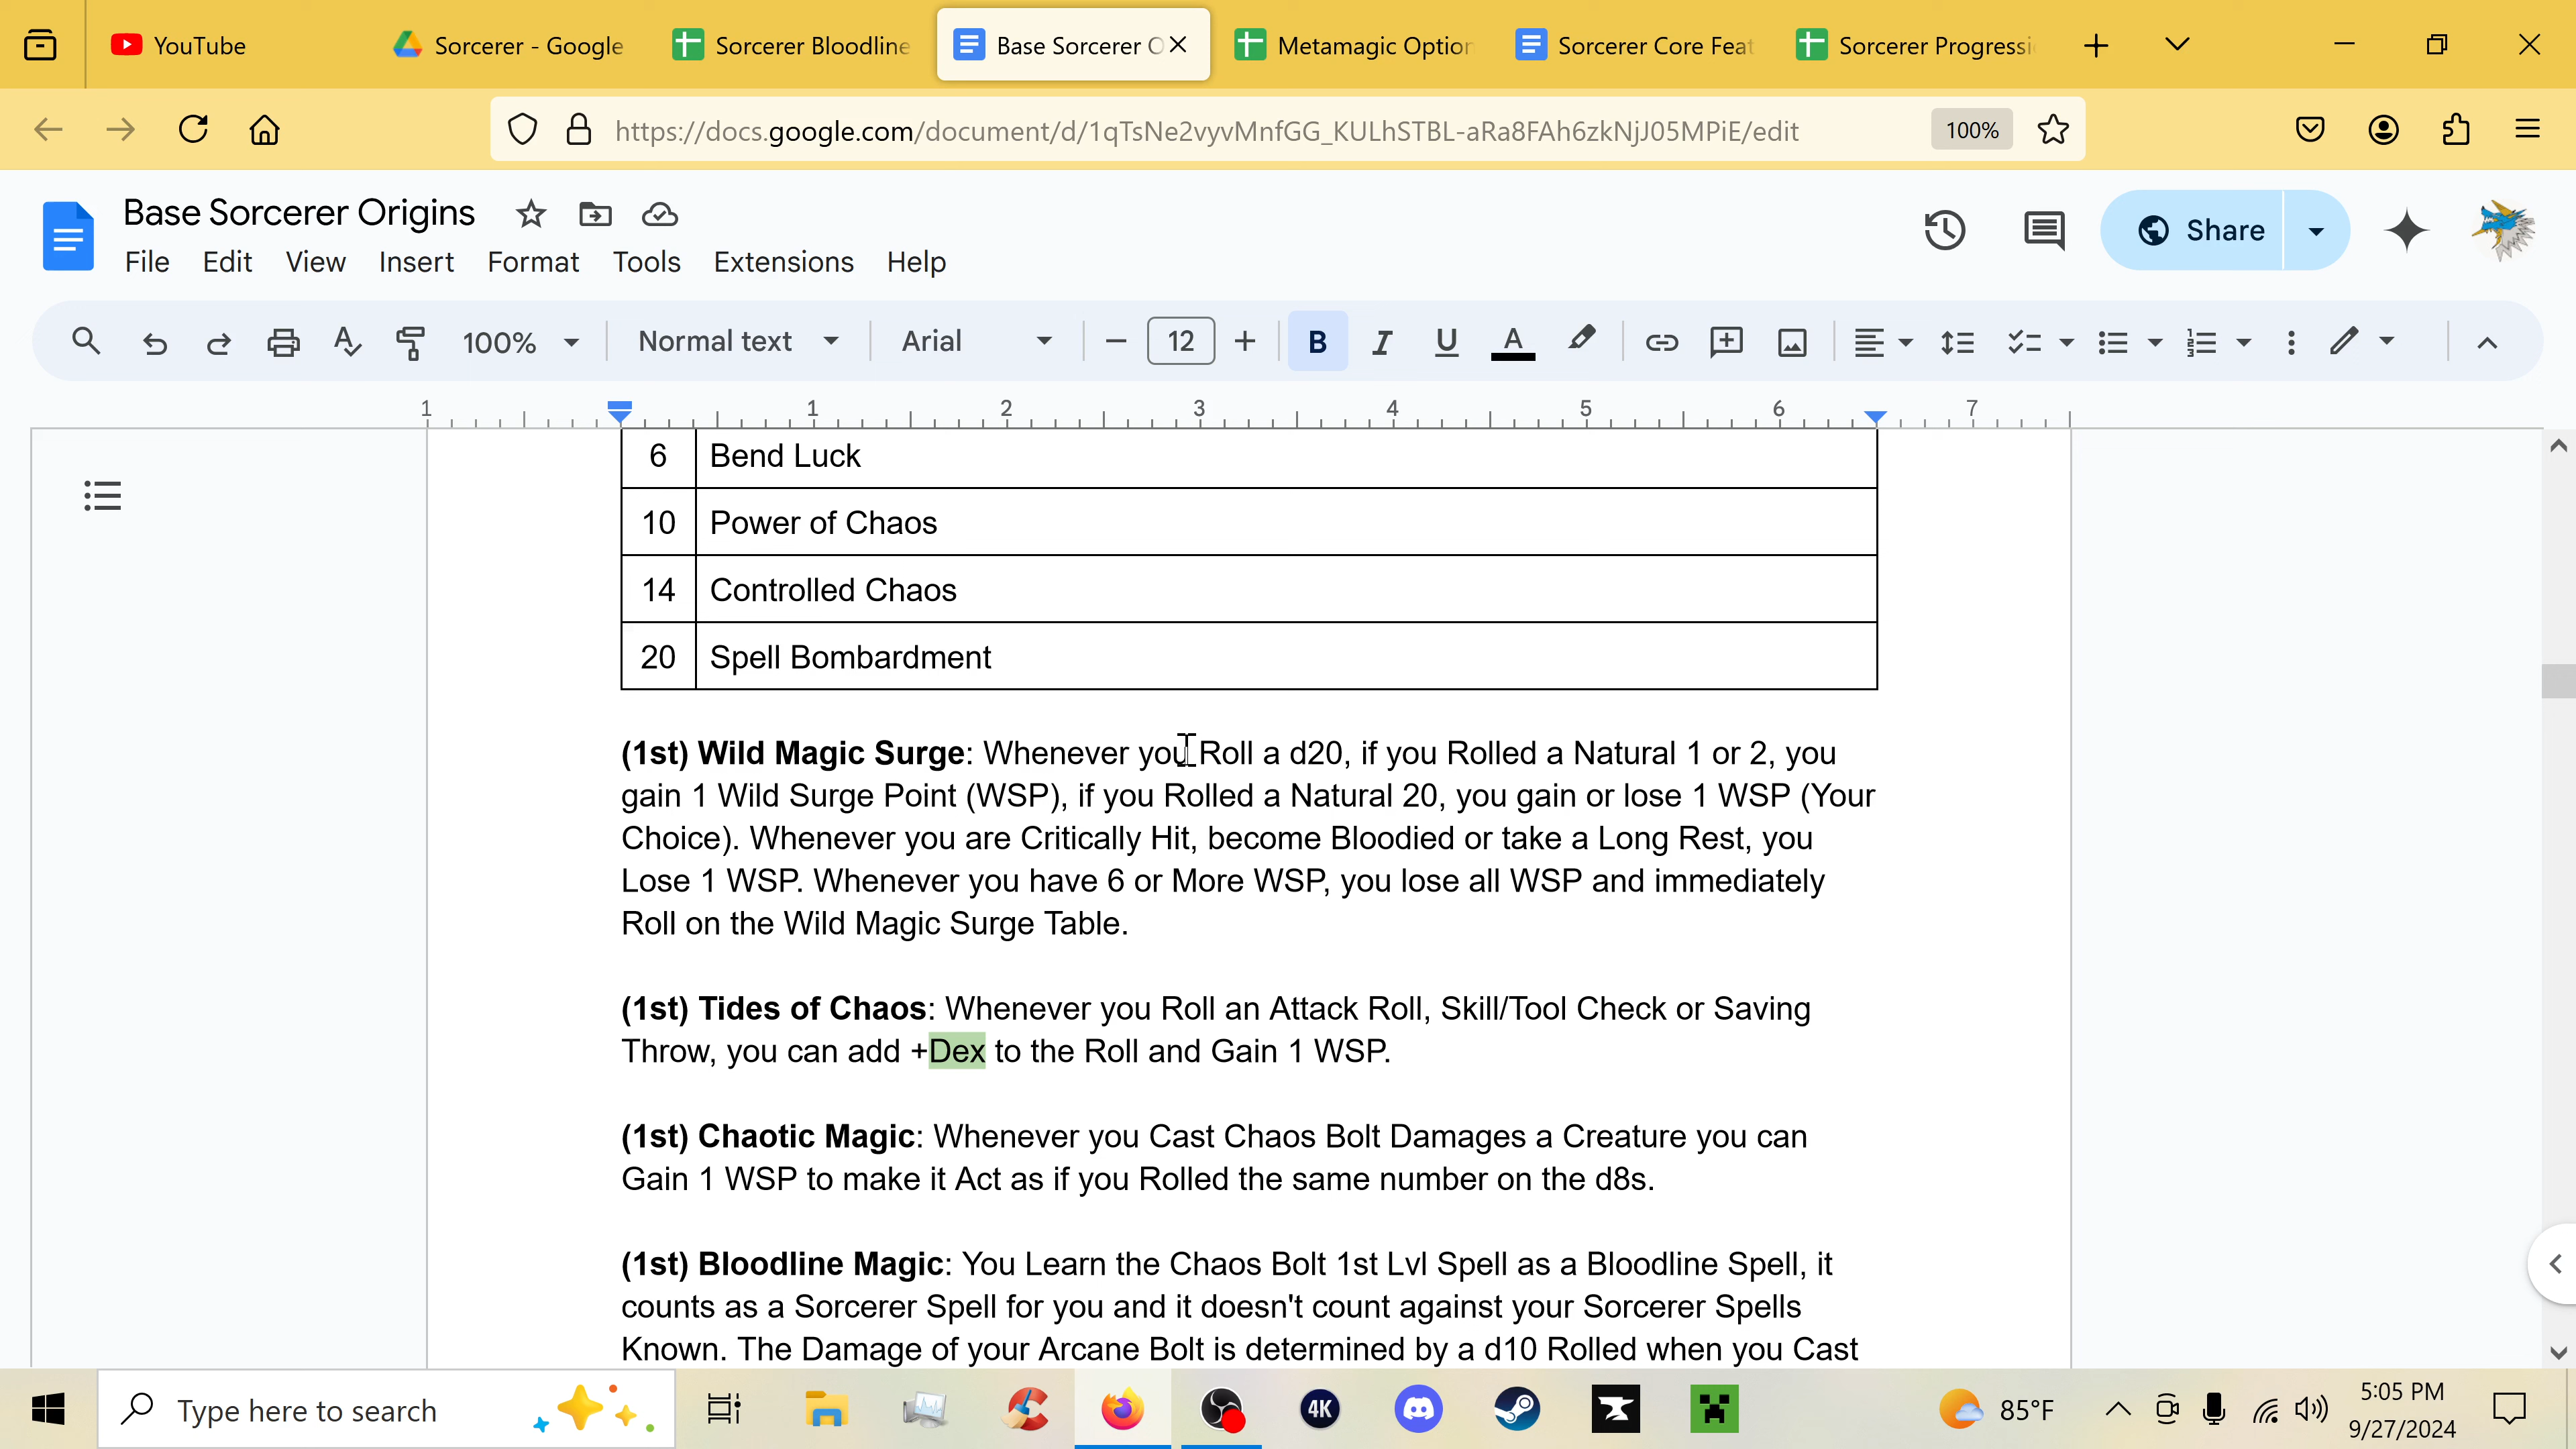 YouTube
Sorcerer - Google
Sorcerer Bloodline
Base Sorcerer O
Metamagic Option
Sorcerer Core Feat
Sorcerer Progressi
https://docs.google.com/document/d/1qTsNe2vyvMnfGG_KULhSTBL-aRa8FAh6zkNjJ05MPiE/edit
100%
Base Sorcerer Origins
File Edit View Insert Format Tools Extensions Help
Share
100% Normal text Arial 12 B I U A
1 1 2 3 4 5 6 7
6 Bend Luck
10 Power of Chaos
14 Controlled Chaos
20 Spell Bombardment
(1st) Wild Magic Surge: Whenever you Roll a d20, if you Rolled a Natural 1 or 2, you
gain 1 Wild Surge Point (WSP), if you Rolled a Natural 20, you gain or lose 1 WSP (Your
Choice). Whenever you are Critically Hit, become Bloodied or take a Long Rest, you
Lose 1 WSP. Whenever you have 6 or More WSP, you lose all WSP and immediately
Roll on the Wild Magic Surge Table.
(1st) Tides of Chaos: Whenever you Roll an Attack Roll, Skill/Tool Check or Saving
Throw, you can add +Dex to the Roll and Gain 1 WSP.
(1st) Chaotic Magic: Whenever you Cast Chaos Bolt Damages a Creature you can
Gain 1 WSP to make it Act as if you Rolled the same number on the d8s.
(1st) Bloodline Magic: You Learn the Chaos Bolt 1st Lvl Spell as a Bloodline Spell, it
counts as a Sorcerer Spell for you and it doesn't count against your Sorcerer Spells
Known. The Damage of your Arcane Bolt is determined by a d10 Rolled when you Cast
Type here to search
4K
85°F
5:05 PM
9/27/2024